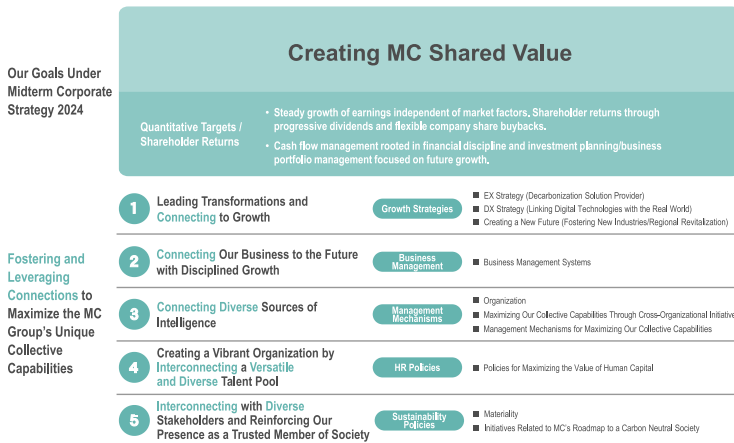 Creating MC Shared Value
Our Goals Under
Midterm Corporate
Strategy 2024
Quantitative Targets /
Shareholder Returns
• Steady growth of earnings independent of market factors. Shareholder returns through
progressive dividends and flexible company share buybacks.
• Cash flow management rooted in financial discipline and investment planning/business
portfolio management focused on future growth.
Fostering and
Leveraging
Connections to
Maximize the MC
Group's Unique
Collective
Capabilities
1
Leading Transformations and
Connecting to Growth
Growth Strategies
■ EX Strategy (Decarbonization Solution Provider)
■ DX Strategy (Linking Digital Technologies with the Real World)
■ Creating a New Future (Fostering New Industries/Regional Revitalization)
2
Connecting Our Business to the Future
with Disciplined Growth
Business
Management
■ Business Management Systems
3
Connecting Diverse Sources of
Intelligence
Management
Mechanisms
■ Organization
■ Maximizing Our Collective Capabilities Through Cross-Organizational Initiative
■ Management Mechanisms for Maximizing Our Collective Capabilities
4
Creating a Vibrant Organization by
Interconnecting a Versatile
and Diverse Talent Pool
HR Policies
■ Policies for Maximizing the Value of Human Capital
5
Interconnecting with Diverse
Stakeholders and Reinforcing Our
Presence as a Trusted Member of Society
Sustainability
Policies
■ Materiality
■ Initiatives Related to MC's Roadmap to a Carbon Neutral Society